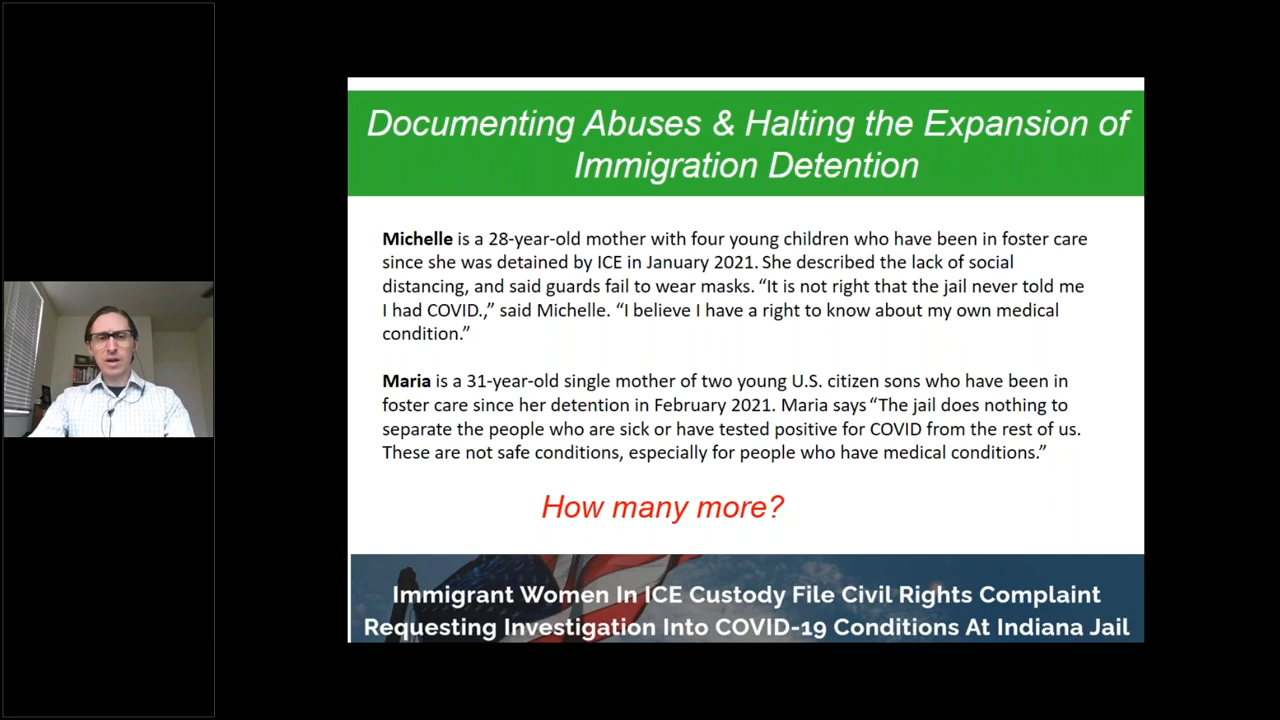 Documenting Abuses & Halting the Expansion of
Immigration Detention
Michelle is a 28-year-old mother with four young children who have been in foster care
since she was detained by ICE in January 2021. She described the lack of social
distancing, and said guards fail to wear masks. “It is not right that the jail never told me
I had COVID.,” said Michelle. “I believe I have a right to know about my own medical
condition.”
Maria is a 31-year-old single mother of two young U.S. citizen sons who have been in
foster care since her detention in February 2021. Maria says “The jail does nothing to
separate the people who are sick or have tested positive for COVID from the rest of us.
These are not safe conditions, especially for people who have medical conditions.”
How many more?
Immigrant Women In ICE Custody File Civil Rights Complaint
Requesting Investigation Into COVID-19 Conditions At Indiana Jail